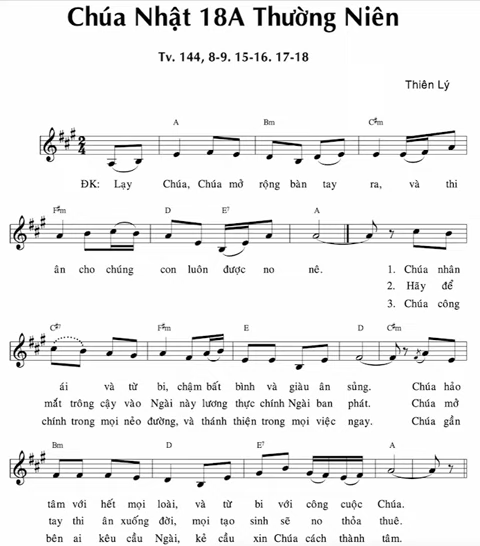 Chúa Nhật 18A Thường Niên
Tv. 144, 8-9. 15-16. 17-18
Thiên Lý
A Bm C#m
2/4
ĐK: Lạy Chúa, Chúa mở rộng bàn tay ra, và thi
F#m D E7 A
ân cho chúng con luôn được no nê. 1. Chúa nhân
2. Hãy để
3. Chúa công
C#7 F#m E D C#m
ái và từ bi, chậm bất bình và giàu ân sủng. Chúa hảo
mắt trông cậy vào Ngài này lương thực chính Ngài ban phát. Chúa mở
chính trong mọi nẻo đường, và thánh thiện trong mọi việc ngay. Chúa gần
Bm D E7 A
tâm với hết mọi loài, và từ bi với công cuộc Chúa.
tay thi ân xuống đời, mọi tạo sinh sẽ no thỏa thuê.
bên ai kêu cầu Ngài, kẻ cầu xin Chúa cách thành tâm.